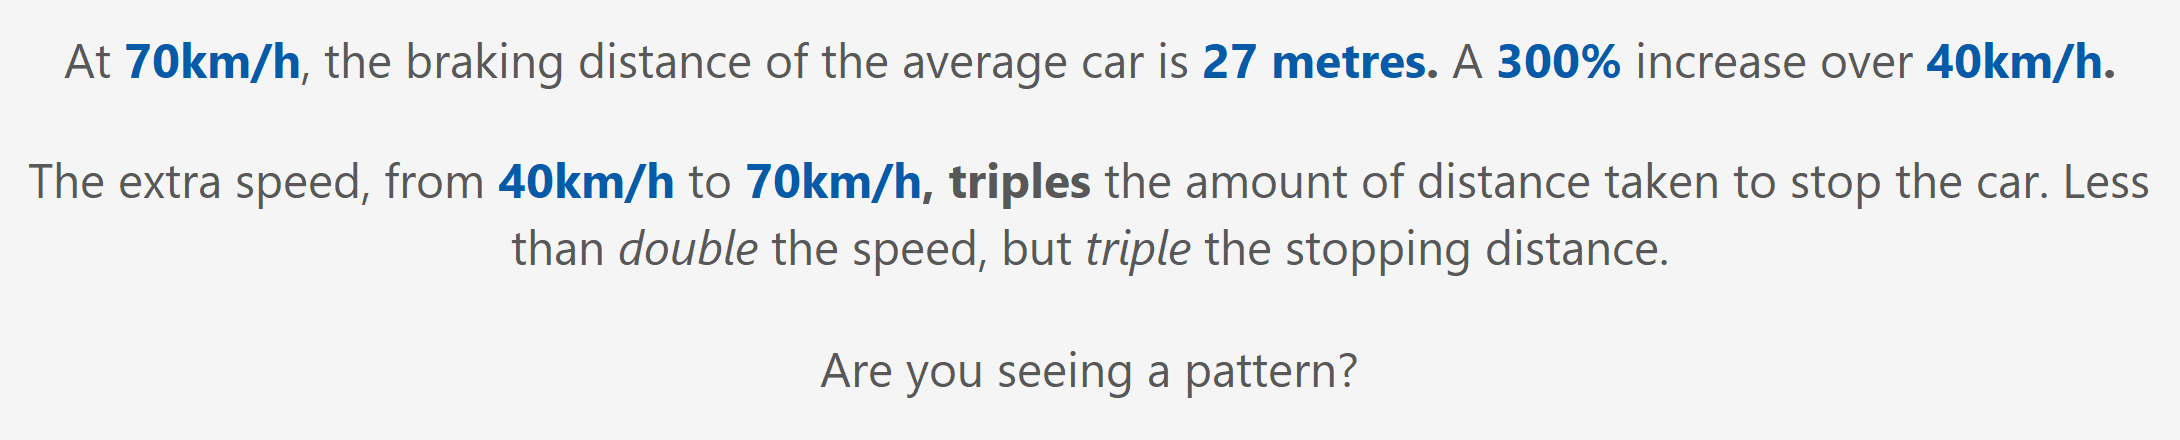 At 70km/h, the braking distance of the average car is 27 metres. A 300% increase over 40km/h.
The extra speed, from 40km/h to 70km/h, triples the amount of distance taken to stop the car. Less
than double the speed, but triple the stopping distance.
Are you seeing a pattern?